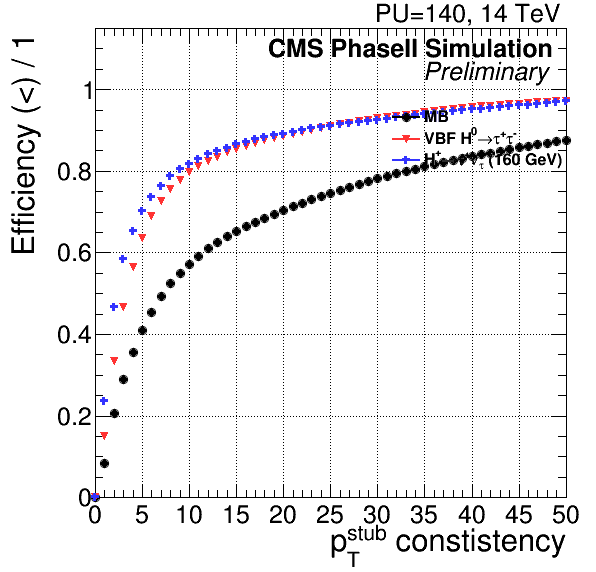 PU=140, 14 TeV
CMS PhaseII Simulation
Preliminary
Efficiency (<) / 1
MB
VBF H⁰→τ⁺τ⁻
H⁺ (160 GeV)
1
0.8
0.6
0.4
0.2
0
0 5 10 15 20 25 30 35 40 45 50
p_T^stub constistency